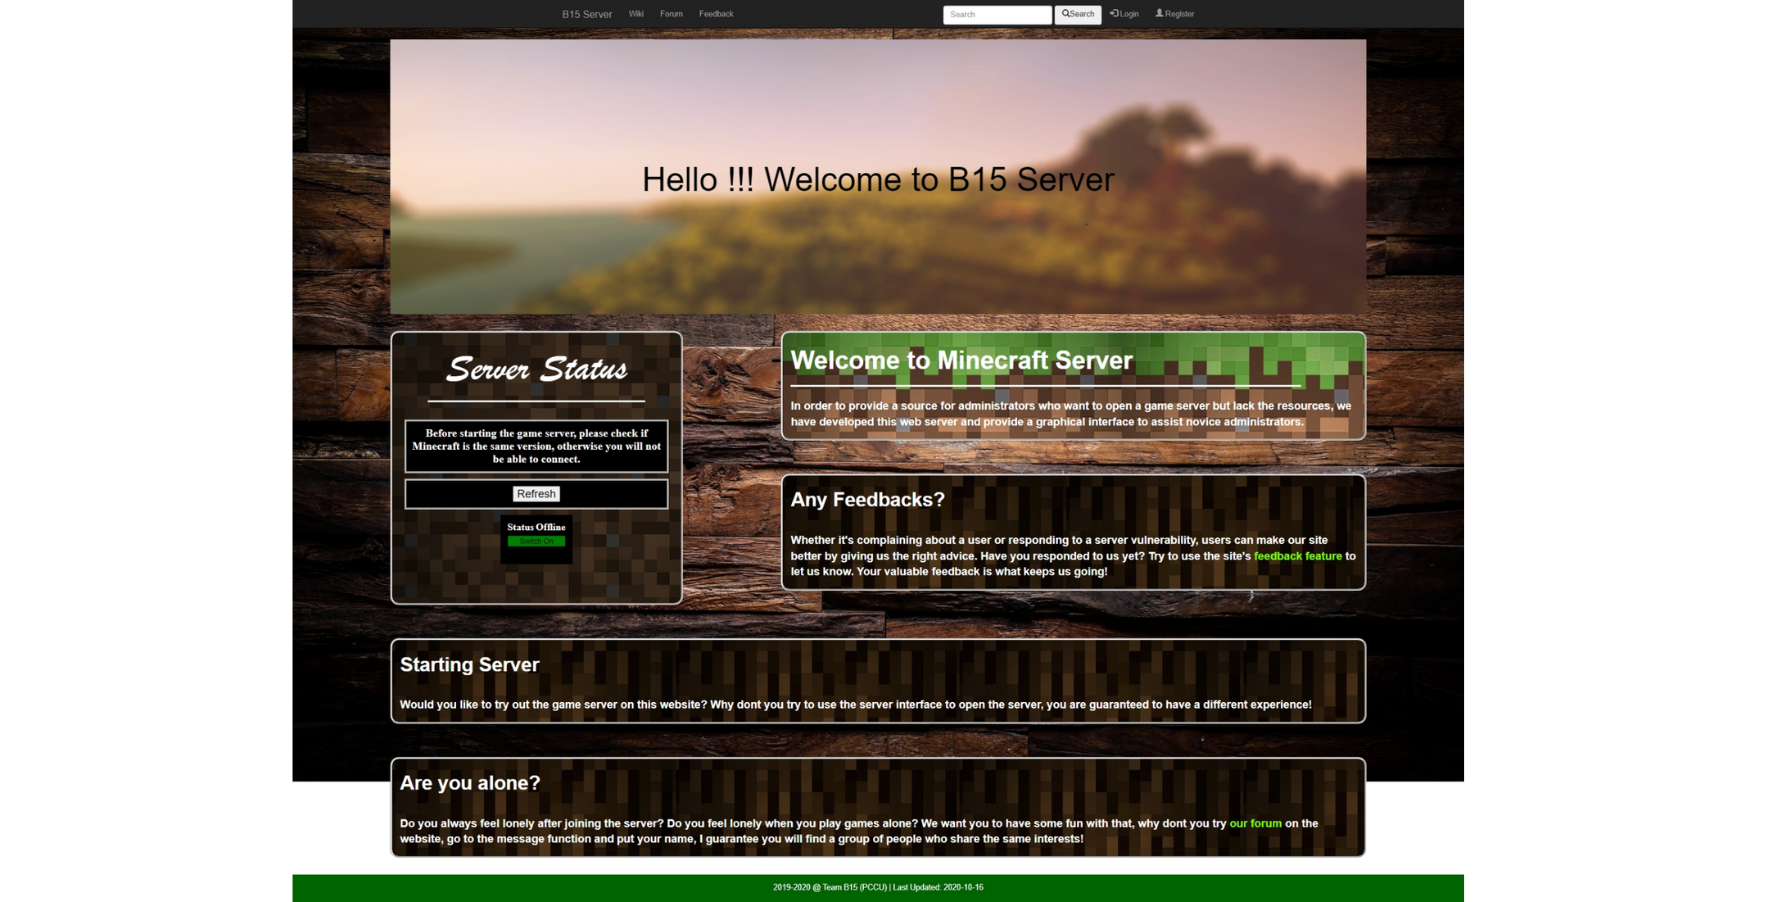 B15 Server Wiki Forum Feedback Search Search Login Register
Hello !!! Welcome to B15 Server
Server Status
Before starting the game server, please check if
Minecraft is the same version, otherwise you will not
be able to connect.
Refresh
Status Offline
Switch On
Welcome to Minecraft Server
In order to provide a source for administrators who want to open a game server but lack the resources, we
have developed this web server and provide a graphical interface to assist novice administrators.
Any Feedbacks?
Whether it's complaining about a user or responding to a server vulnerability, users can make our site
better by giving us the right advice. Have you responded to us yet? Try to use the site's feedback feature to
let us know. Your valuable feedback is what keeps us going!
Starting Server
Would you like to try out the game server on this website? Why dont you try to use the server interface to open the server, you are guaranteed to have a different experience!
Are you alone?
Do you always feel lonely after joining the server? Do you feel lonely when you play games alone? We want you to have some fun with that, why dont you try our forum on the
website, go to the message function and put your name, I guarantee you will find a group of people who share the same interests!
2019-2020 @ Team B15 (PCCU) | Last Updated: 2020-10-16